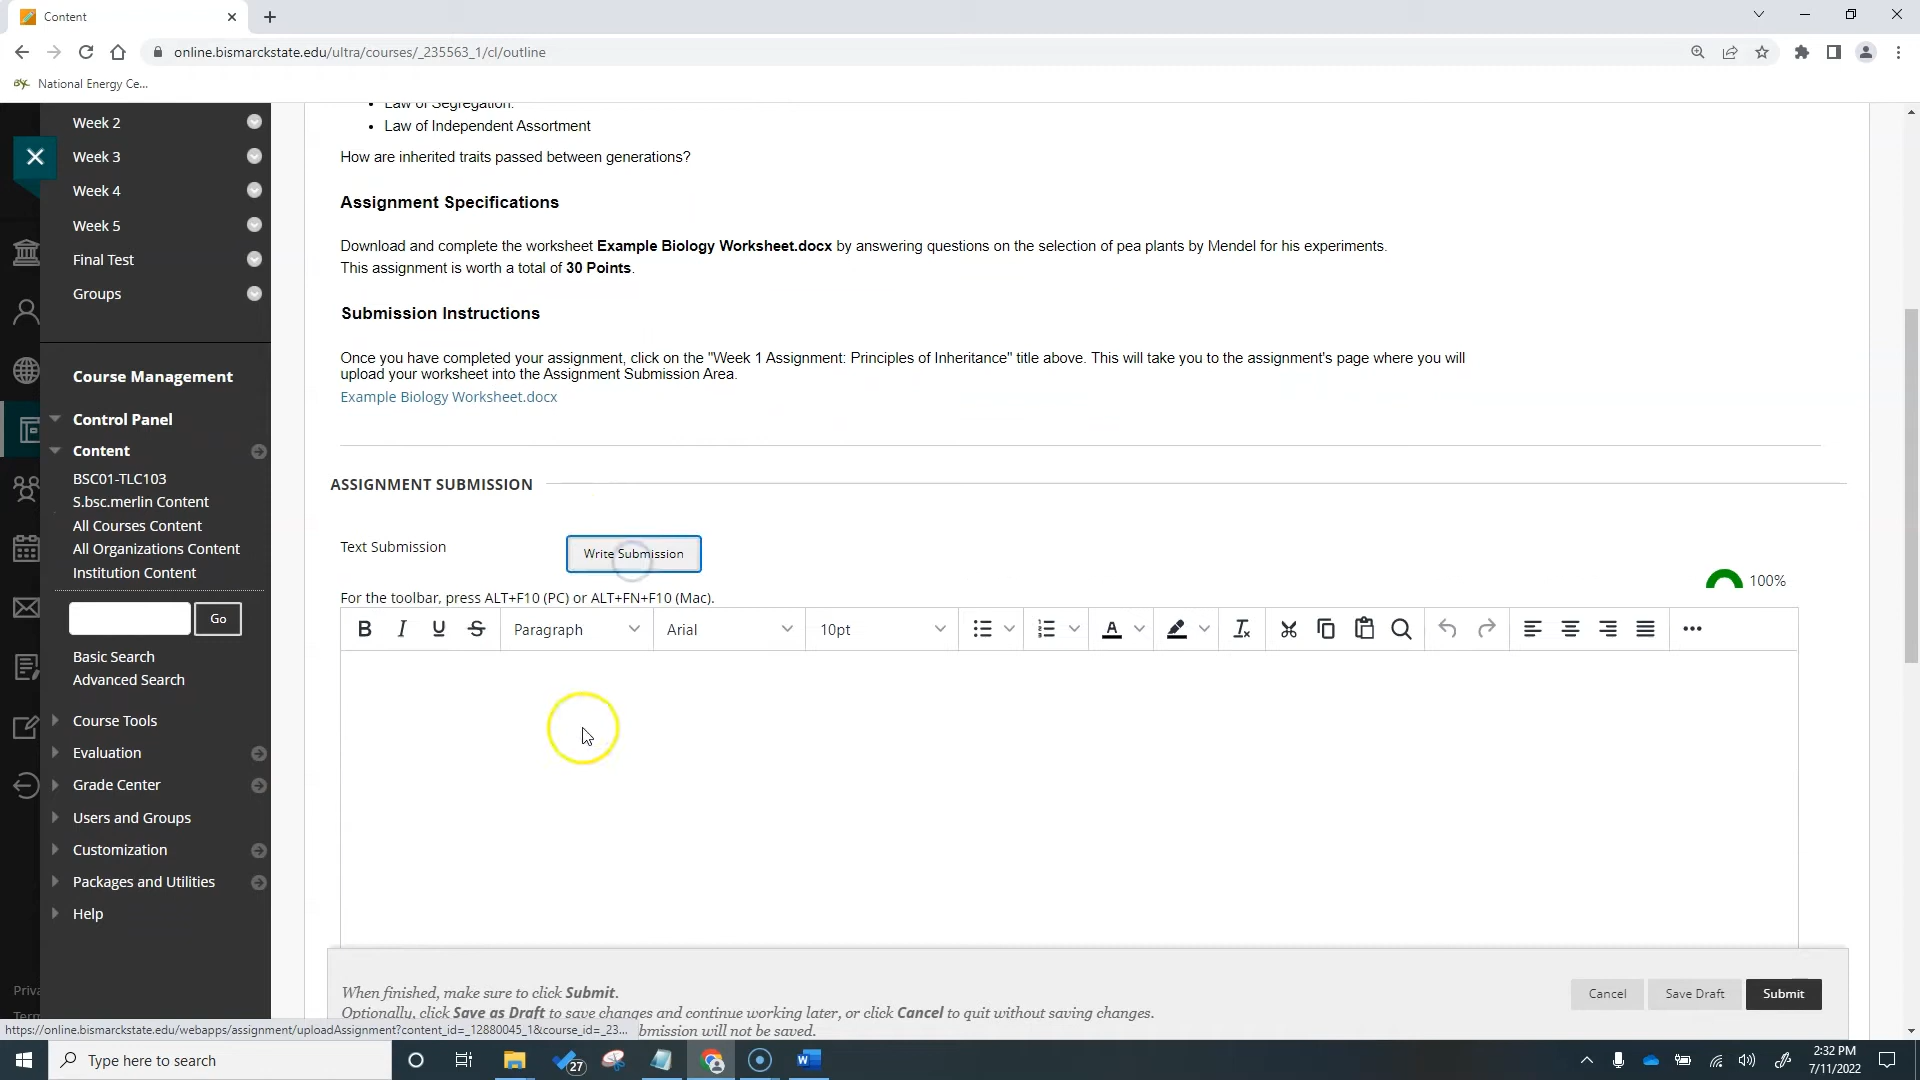 Content
online.bismarckstate.edu/ultra/courses/_235563_1/cl/outline
National Energy Ce...
Week 2
Week 3
Week 4
Week 5
Final Test
Groups
Course Management
Control Panel
Content
BSC01-TLC103
S.bsc.merlin Content
All Courses Content
All Organizations Content
Institution Content
Go
Basic Search
Advanced Search
Course Tools
Evaluation
Grade Center
Users and Groups
Customization
Packages and Utilities
Help
Priva
Term
• Law of Segregation.
• Law of Independent Assortment
How are inherited traits passed between generations?
Assignment Specifications
Download and complete the worksheet Example Biology Worksheet.docx by answering questions on the selection of pea plants by Mendel for his experiments.
This assignment is worth a total of 30 Points.
Submission Instructions
Once you have completed your assignment, click on the "Week 1 Assignment: Principles of Inheritance" title above. This will take you to the assignment's page where you will
upload your worksheet into the Assignment Submission Area.
Example Biology Worksheet.docx
ASSIGNMENT SUBMISSION
Text Submission
Write Submission
100%
For the toolbar, press ALT+F10 (PC) or ALT+FN+F10 (Mac).
B I U S Paragraph Arial 10pt A
When finished, make sure to click Submit.
Optionally, click Save as Draft to save changes and continue working later, or click Cancel to quit without saving changes.
bmission will not be saved.
Cancel Save Draft Submit
https://online.bismarckstate.edu/webapps/assignment/uploadAssignment?content_id=_12880045_1&course_id=_23...
Type here to search
27
2:32 PM
7/11/2022